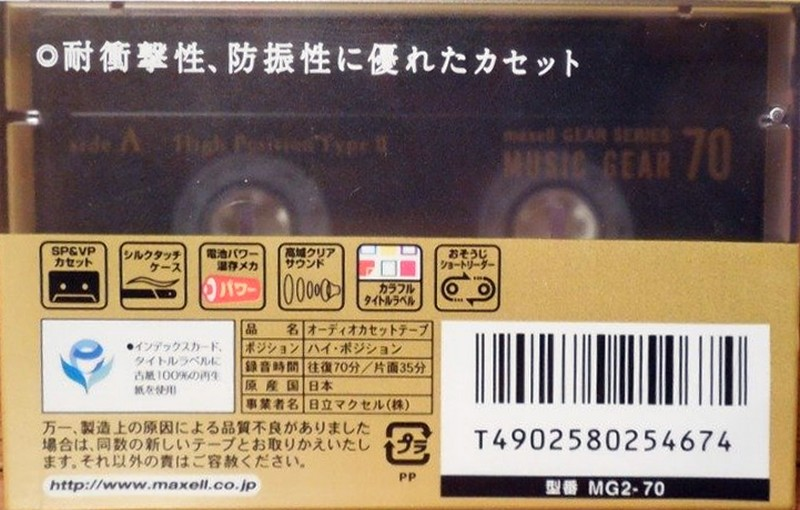 ◎耐衝撃性、防振性に優れたカセット
side A High Position Type II
maxell GEAR SERIES
MUSIC GEAR 70
SP&VP
カセット
シルクタッチ
ケース
電池パワー
温存メカ
パワー
高域クリア
サウンド
カラフル
タイトルラベル
おそうじ
ショートリーダー
●インデックスカード、
タイトルラベルに
古紙100%の再生
紙を使用
品名 オーディオカセットテープ
ポジション ハイ・ポジション
録音時間 往復70分/片面35分
原産国 日本
事業者名 日立マクセル(株)
万一、製造上の原因による品質不良がありました
場合は、同数の新しいテープとお取りかえいたし
ます。それ以外の責はご容赦ください。
プラ
PP
http://www.maxell.co.jp
T4902580254674
型番 MG2-70